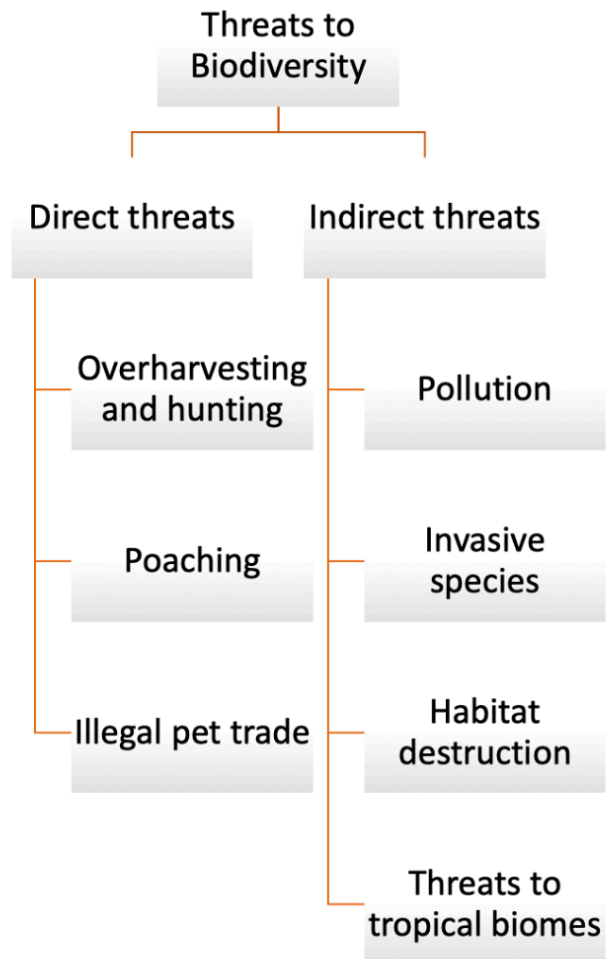 Threats to
Biodiversity
Direct threats
Indirect threats
Overharvesting
and hunting
Poaching
Illegal pet trade
Pollution
Invasive
species
Habitat
destruction
Threats to
tropical biomes